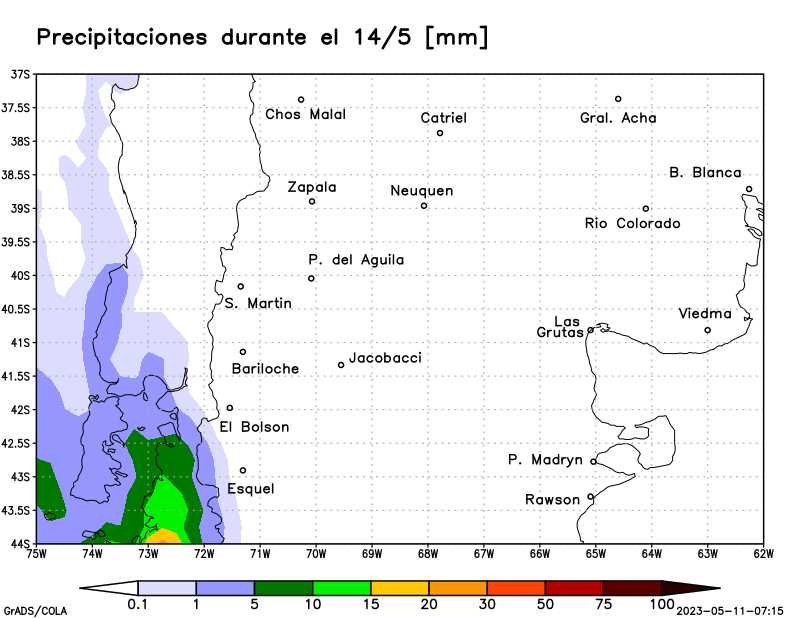 Precipitaciones durante el 14/5 [mm]
37S
Chos Malal
Gral. Acha
37.5S
Catriel
38S
B. Blanca
38.5S
Zapala
Neuquen
39S
Rio Colorado
39.5S
P. del Aguila
40S
S. Martin
40.5S
Viedma
Las
Grutas
41S
Jacobacci
Bariloche
41.5S
42S
El Bolson
42.5S
P. Madryn
43S
Esquel
Rawson
43.5S
44S
75W 74W 73W 72W 71W 70W 69W 68W 67W 66W 65W 64W 63W 62W
0.1 1 5 10 15 20 30 50 75 100
GrADS/COLA
2023-05-11-07:15